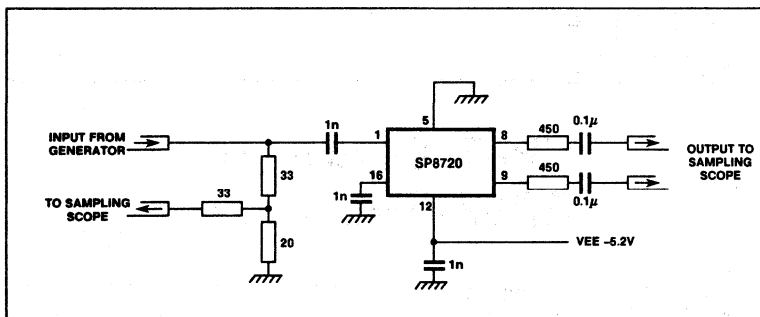 5
0.1µ
1n
1
8
450
INPUT FROM
GENERATOR
SP8720
OUTPUT TO
SAMPLING
SCOPE
16
9
450
33
1n
12
0.1µ
TO SAMPLING
SCOPE
33
20
VEE –5.2V
1n